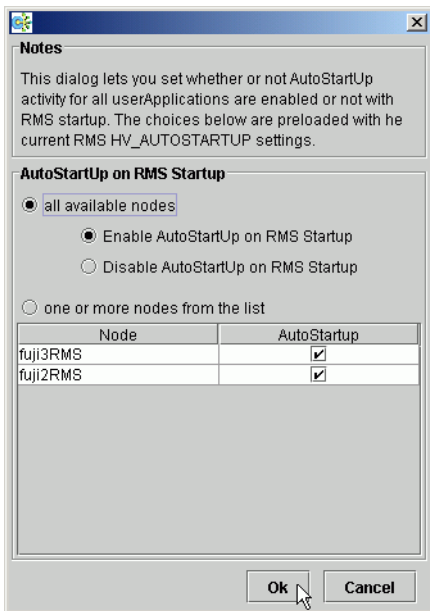 Notes
This dialog lets you set whether or not AutoStartUp
activity for all userApplications are enabled or not with
RMS startup. The choices below are preloaded with he
current RMS HV_AUTOSTARTUP settings.
AutoStartUp on RMS Startup
all available nodes
Enable AutoStartUp on RMS Startup
Disable AutoStartUp on RMS Startup
one or more nodes from the list
Node AutoStartup
fuji3RMS
fuji2RMS
Ok Cancel